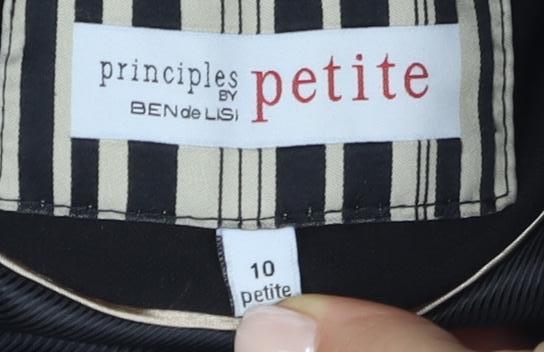 principles petite
BY
BEN de LISI
10
petite